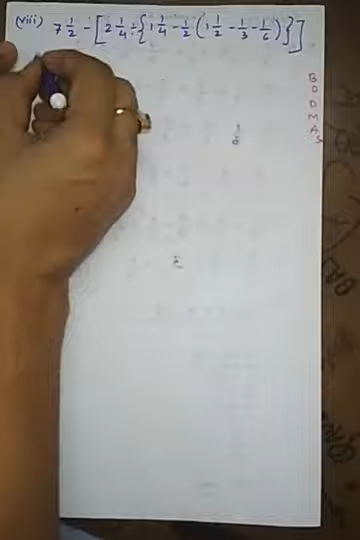 (viii) 7 1/2 - [2 1/4 ÷ {1 1/4 - 1/2 (1 1/2 - 1/3 - 1/6)}]
B
O
D
M
A
S